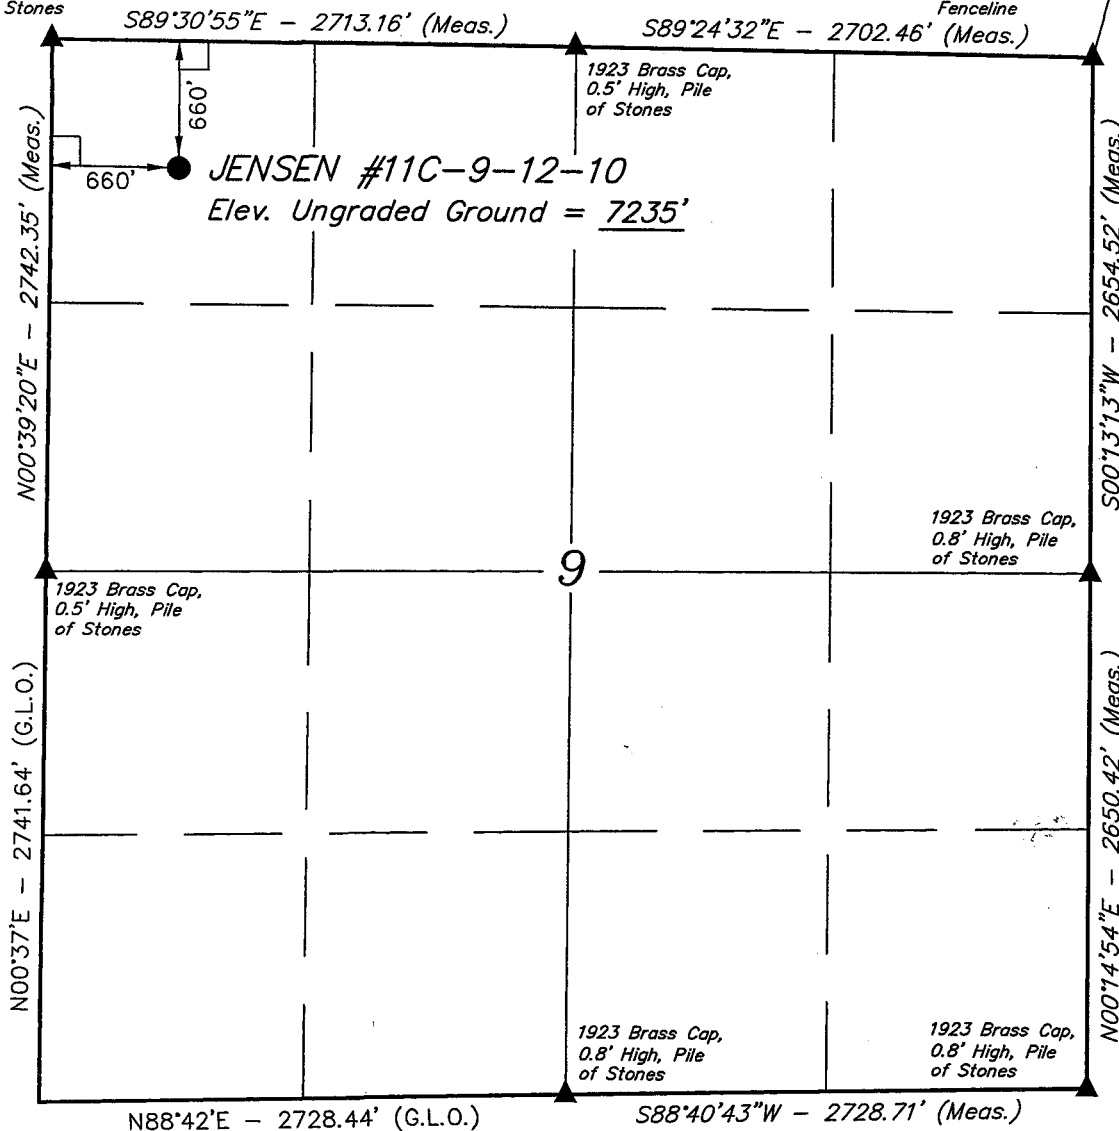 Stones
S89°30'55"E - 2713.16' (Meas.)
Fenceline
S89°24'32"E - 2702.46' (Meas.)
1923 Brass Cap,
0.5' High, Pile
of Stones
660'
660'
JENSEN #11C-9-12-10
Elev. Ungraded Ground = 7235'
N00°39'20"E - 2742.35' (Meas.)
S00°13'13"W - 2654.52' (Meas.)
1923 Brass Cap,
0.8' High, Pile
of Stones
9
1923 Brass Cap,
0.5' High, Pile
of Stones
N00°37'E - 2741.64' (G.L.O.)
N00°14'54"E - 2650.42' (Meas.)
1923 Brass Cap,
0.8' High, Pile
of Stones
1923 Brass Cap,
0.8' High, Pile
of Stones
N88°42'E - 2728.44' (G.L.O.)
S88°40'43"W - 2728.71' (Meas.)